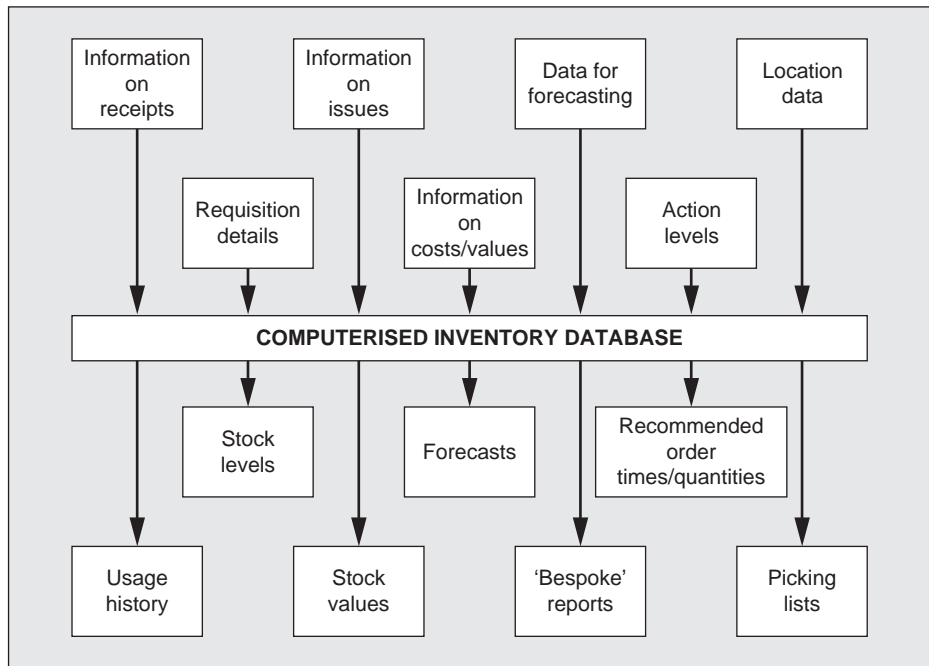 Information
on
receipts
Information
on
issues
Data for
forecasting
Location
data
Requisition
details
Information
on
costs/values
Action
levels
COMPUTERISED INVENTORY DATABASE
Stock
levels
Forecasts
Recommended
order
times/quantities
Usage
history
Stock
values
‘Bespoke’
reports
Picking
lists